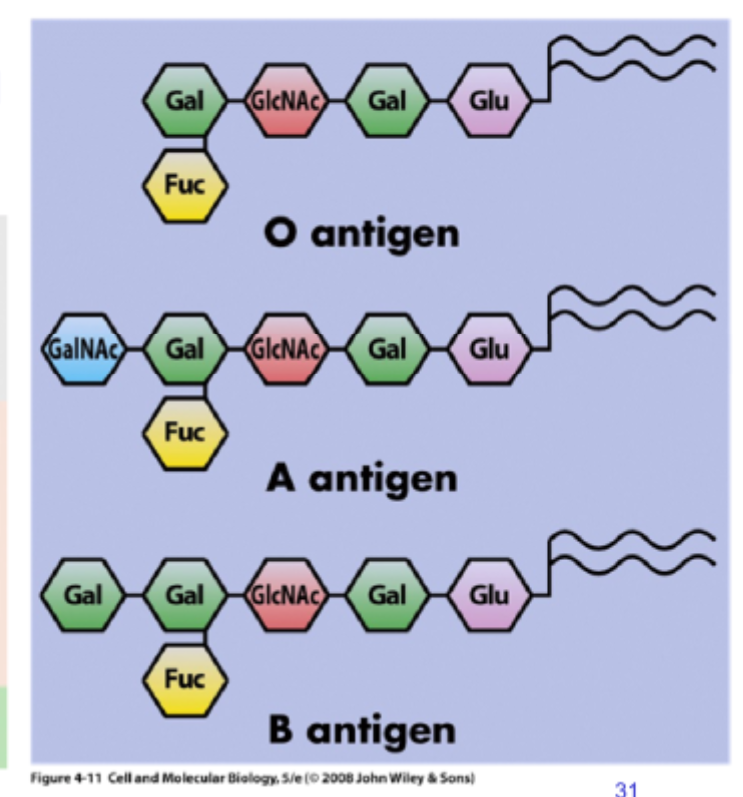 Gal GlcNAc Gal Glu
Fuc
O antigen
GalNAc Gal GlcNAc Gal Glu
Fuc
A antigen
Gal Gal GlcNAc Gal Glu
Fuc
B antigen
Figure 4-11 Cell and Molecular Biology, 5/e (© 2008 John Wiley & Sons)
31